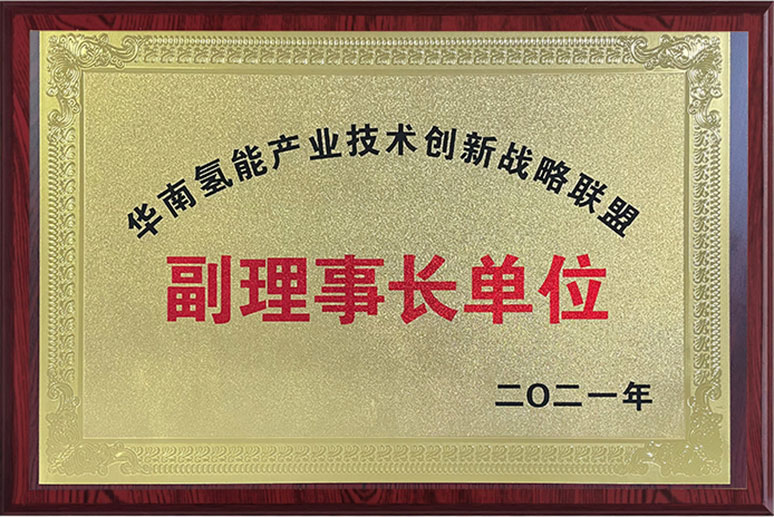 华南氢能产业技术创新战略联盟
副理事长单位
二〇二一年